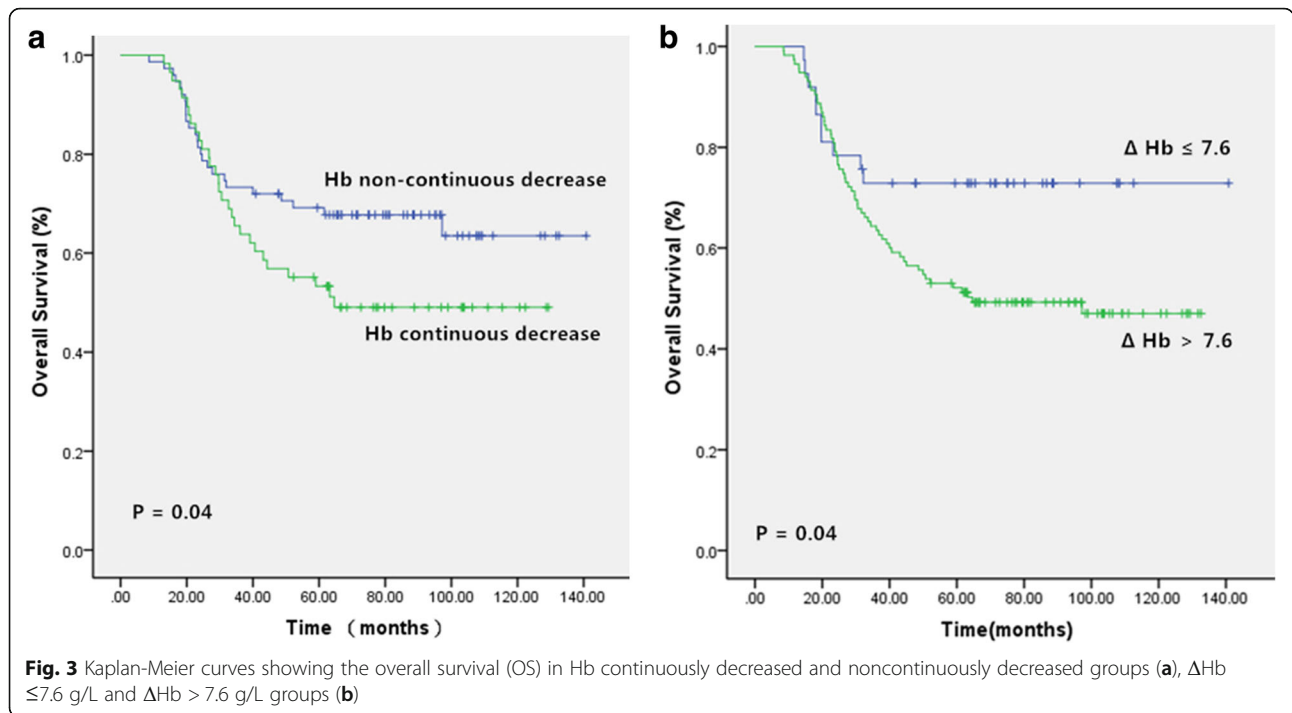 a
1.0
0.8
0.6
0.4
0.2
0.0
Overall Survival (%)
Hb non-continuous decrease
Hb continuous decrease
P = 0.04
.00 20.00 40.00 60.00 80.00 100.00 120.00 140.00
Time （months）
b
1.0
0.8
0.6
0.4
0.2
0.0
Overall Survival (%)
Δ Hb ≤ 7.6
Δ Hb > 7.6
P = 0.04
.00 20.00 40.00 60.00 80.00 100.00 120.00 140.00
Time(months)
Fig. 3 Kaplan-Meier curves showing the overall survival (OS) in Hb continuously decreased and noncontinuously decreased groups (a), ΔHb
≤7.6 g/L and ΔHb > 7.6 g/L groups (b)